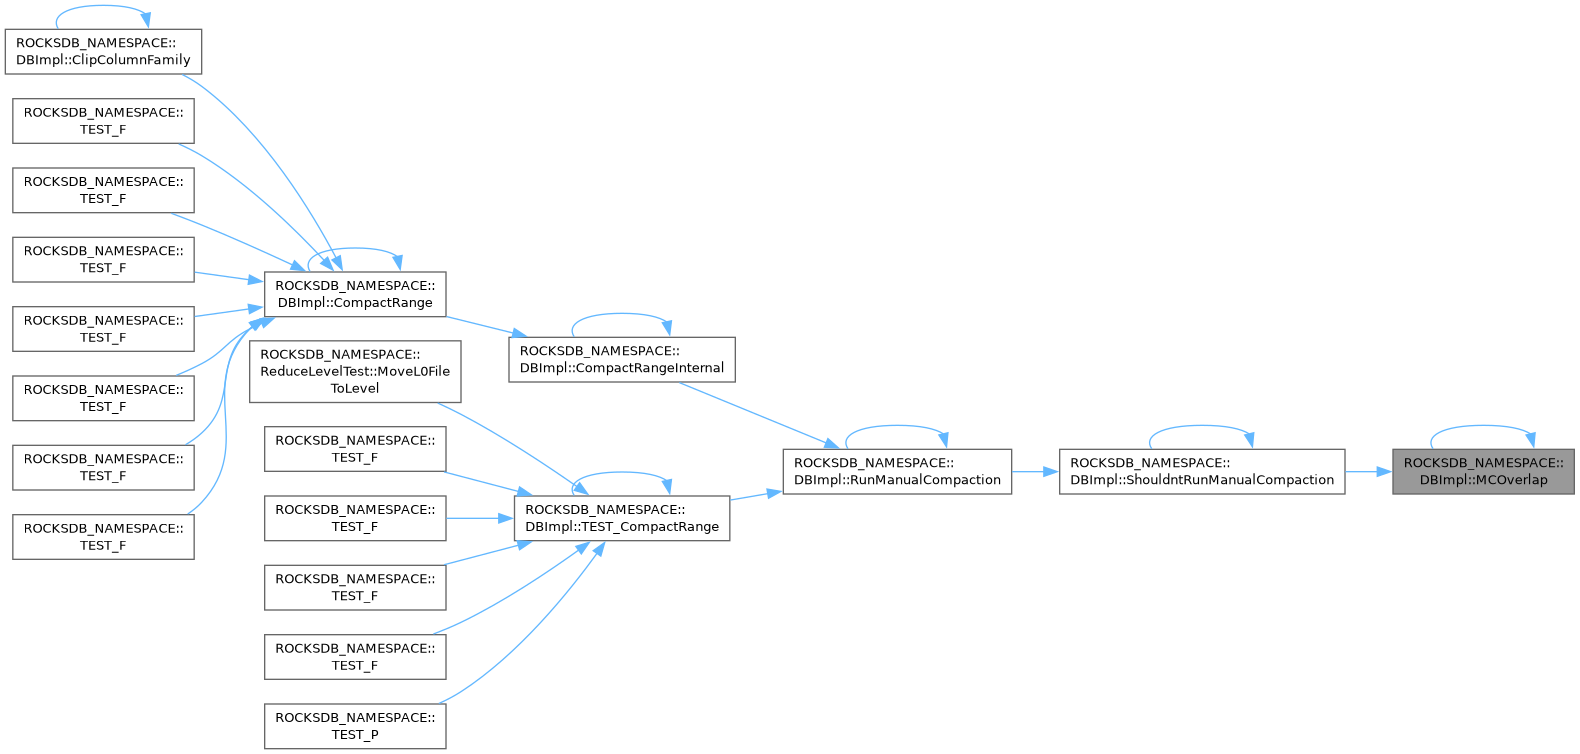 ROCKSDB_NAMESPACE::
DBImpl::ClipColumnFamily
ROCKSDB_NAMESPACE::
TEST_F
ROCKSDB_NAMESPACE::
TEST_F
ROCKSDB_NAMESPACE::
TEST_F
ROCKSDB_NAMESPACE::
TEST_F
ROCKSDB_NAMESPACE::
TEST_F
ROCKSDB_NAMESPACE::
TEST_F
ROCKSDB_NAMESPACE::
TEST_F
ROCKSDB_NAMESPACE::
DBImpl::CompactRange
ROCKSDB_NAMESPACE::
ReduceLevelTest::MoveL0File
ToLevel
ROCKSDB_NAMESPACE::
TEST_F
ROCKSDB_NAMESPACE::
TEST_F
ROCKSDB_NAMESPACE::
TEST_F
ROCKSDB_NAMESPACE::
TEST_F
ROCKSDB_NAMESPACE::
TEST_P
ROCKSDB_NAMESPACE::
DBImpl::CompactRangeInternal
ROCKSDB_NAMESPACE::
DBImpl::TEST_CompactRange
ROCKSDB_NAMESPACE::
DBImpl::RunManualCompaction
ROCKSDB_NAMESPACE::
DBImpl::ShouldntRunManualCompaction
ROCKSDB_NAMESPACE::
DBImpl::MCOverlap